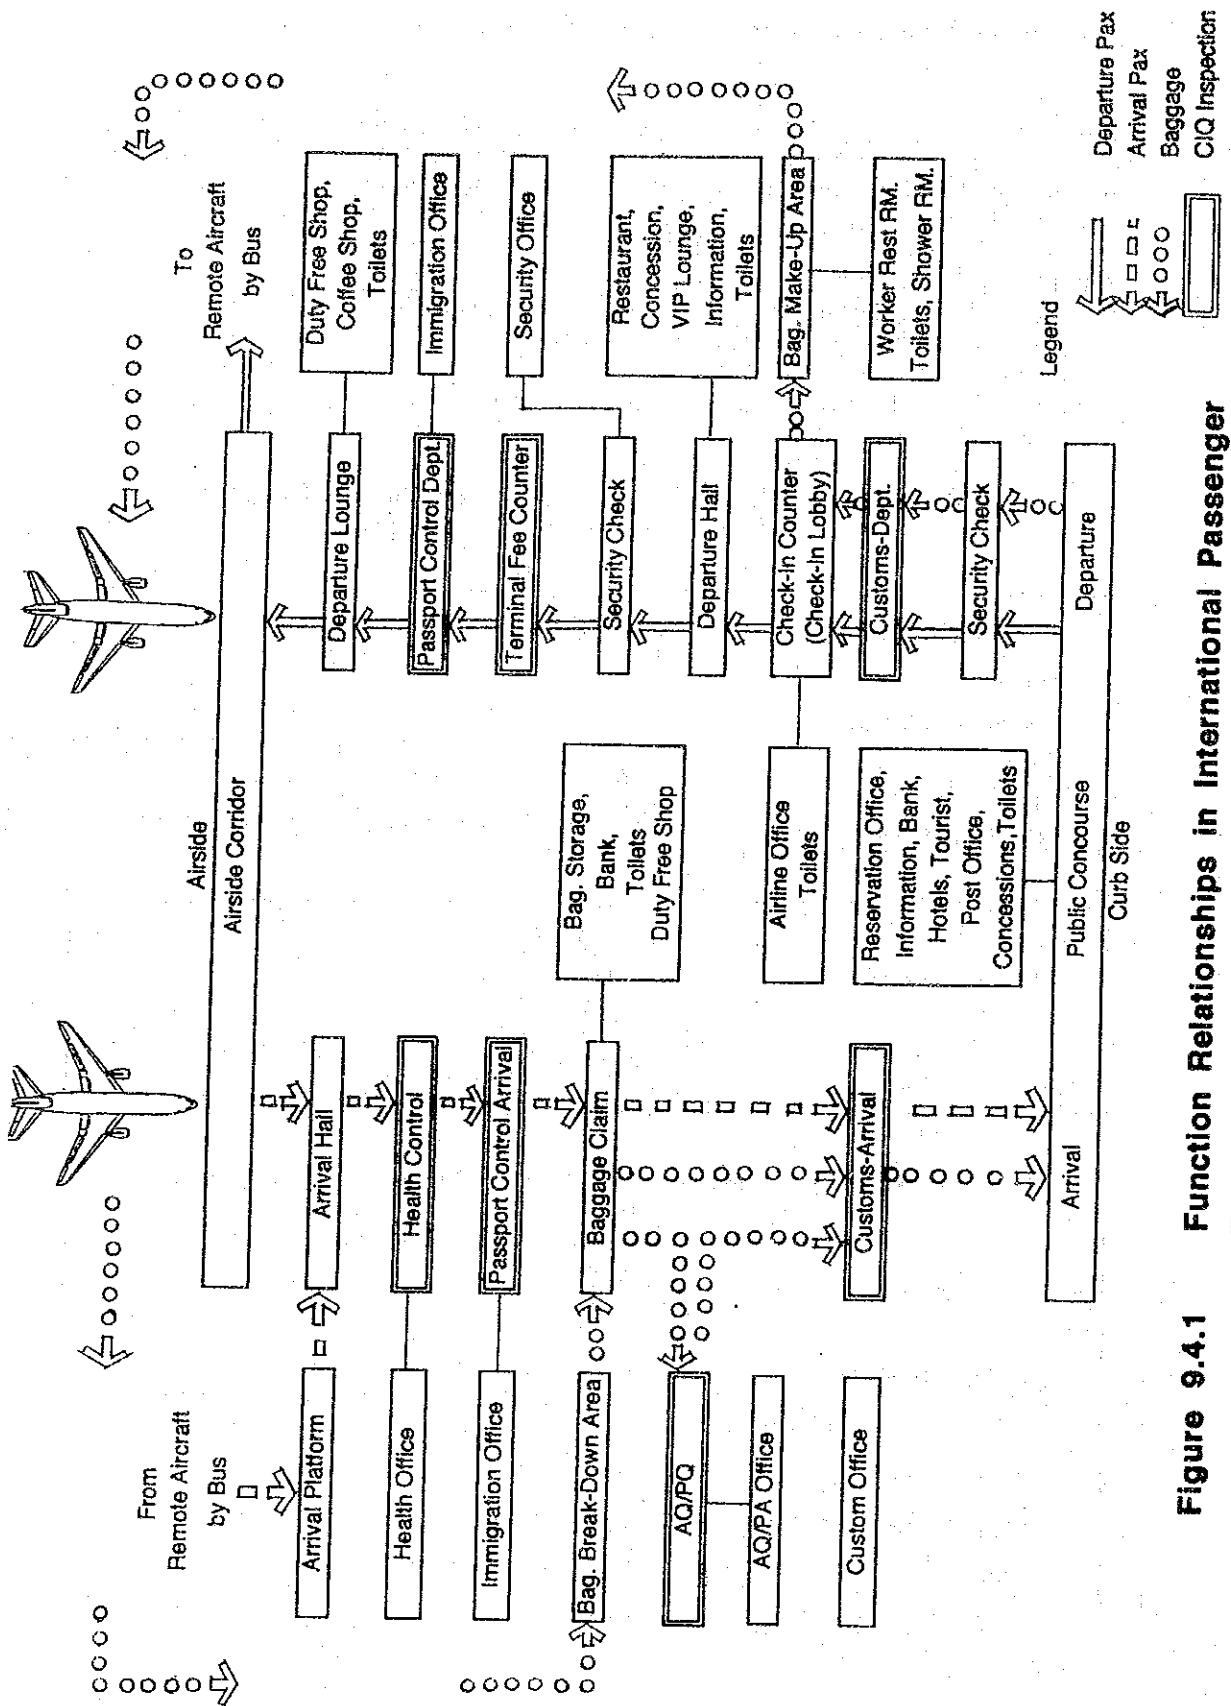 Airside
Airside Corridor
From
Remote Aircraft
by Bus
To
Remote Aircraft
by Bus
Arrival Platform
Arrival Hall
Departure Lounge
Duty Free Shop,
Coffee Shop,
Toilets
Health Office
Health Control
Passport Control Dept.
Immigration Office
Immigration Office
Passport Control Arrival
Terminal Fee Counter
Security Office
Bag. Break-Down Area
Baggage Claim
Bag. Storage,
Bank,
Toilets
Duty Free Shop
Security Check
AQ/PQ
Departure Hall
Restaurant,
Concession,
VIP Lounge,
Information,
Toilets
AQ/PA Office
Airline Office
Toilets
Check-In Counter
(Check-In Lobby)
Bag. Make-Up Area
Custom Office
Customs-Arrival
Reservation Office,
Information, Bank,
Hotels, Tourist,
Post Office,
Concessions,Toilets
Customs-Dept.
Worker Rest RM.
Toilets, Shower RM.
Security Check
Arrival
Public Concourse
Departure
Curb Side
Legend
Departure Pax
Arrival Pax
Baggage
CIQ Inspection
Figure 9.4.1 Function Relationships in International Passenger